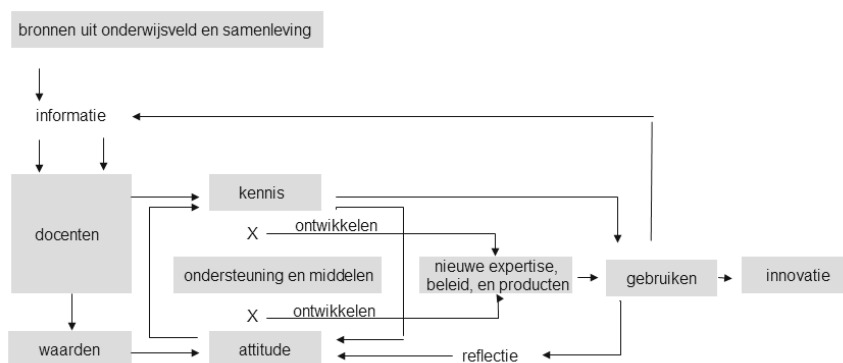 bronnen uit onderwijsveld en samenleving
informatie
docenten
kennis
X
ontwikkelen
ondersteuning en middelen
nieuwe expertise,
beleid, en producten
gebruiken
innovatie
X
ontwikkelen
waarden
attitude
reflectie